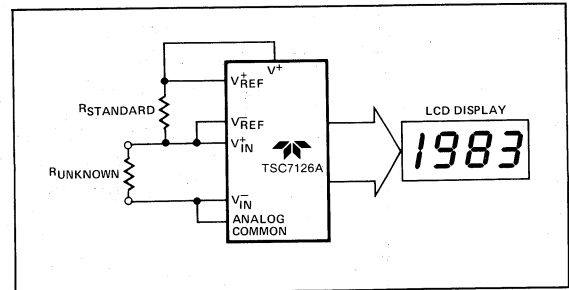 V+
V+REF
RSTANDARD
V-REF
V+IN
LCD DISPLAY
1983
TSC7126A
RUNKNOWN
V-IN
ANALOG
COMMON